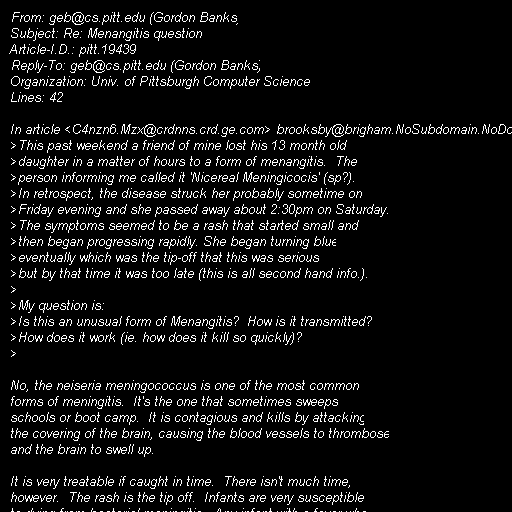 From: geb@cs.pitt.edu (Gordon Banks)
Subject: Re: Menangitis question
Article-I.D.: pitt.19439
Reply-To: geb@cs.pitt.edu (Gordon Banks)
Organization: Univ. of Pittsburgh Computer Science
Lines: 42

In article <C4nzn6.Mzx@crdnns.crd.ge.com> brooksby@brigham.NoSubdomain.NoDo
>This past weekend a friend of mine lost his 13 month old
>daughter in a matter of hours to a form of menangitis.  The
>person informing me called it 'Nicereal Meningicocis' (sp?).
>In retrospect, the disease struck her probably sometime on
>Friday evening and she passed away about 2:30pm on Saturday.
>The symptoms seemed to be a rash that started small and
>then began progressing rapidly. She began turning blue
>eventually which was the tip-off that this was serious
>but by that time it was too late (this is all second hand info.).
>
>My question is:
>Is this an unusual form of Menangitis?  How is it transmitted?
>How does it work (ie. how does it kill so quickly)?
>

No, the neiseria meningococcus is one of the most common
forms of meningitis.  It's the one that sometimes sweeps
schools or boot camp.  It is contagious and kills by attacking
the covering of the brain, causing the blood vessels to thrombose
and the brain to swell up.

It is very treatable if caught in time.  There isn't much time,
however.  The rash is the tip off.  Infants are very susceptible
to dying from bacterial meningitis.  Any infant with a fever who